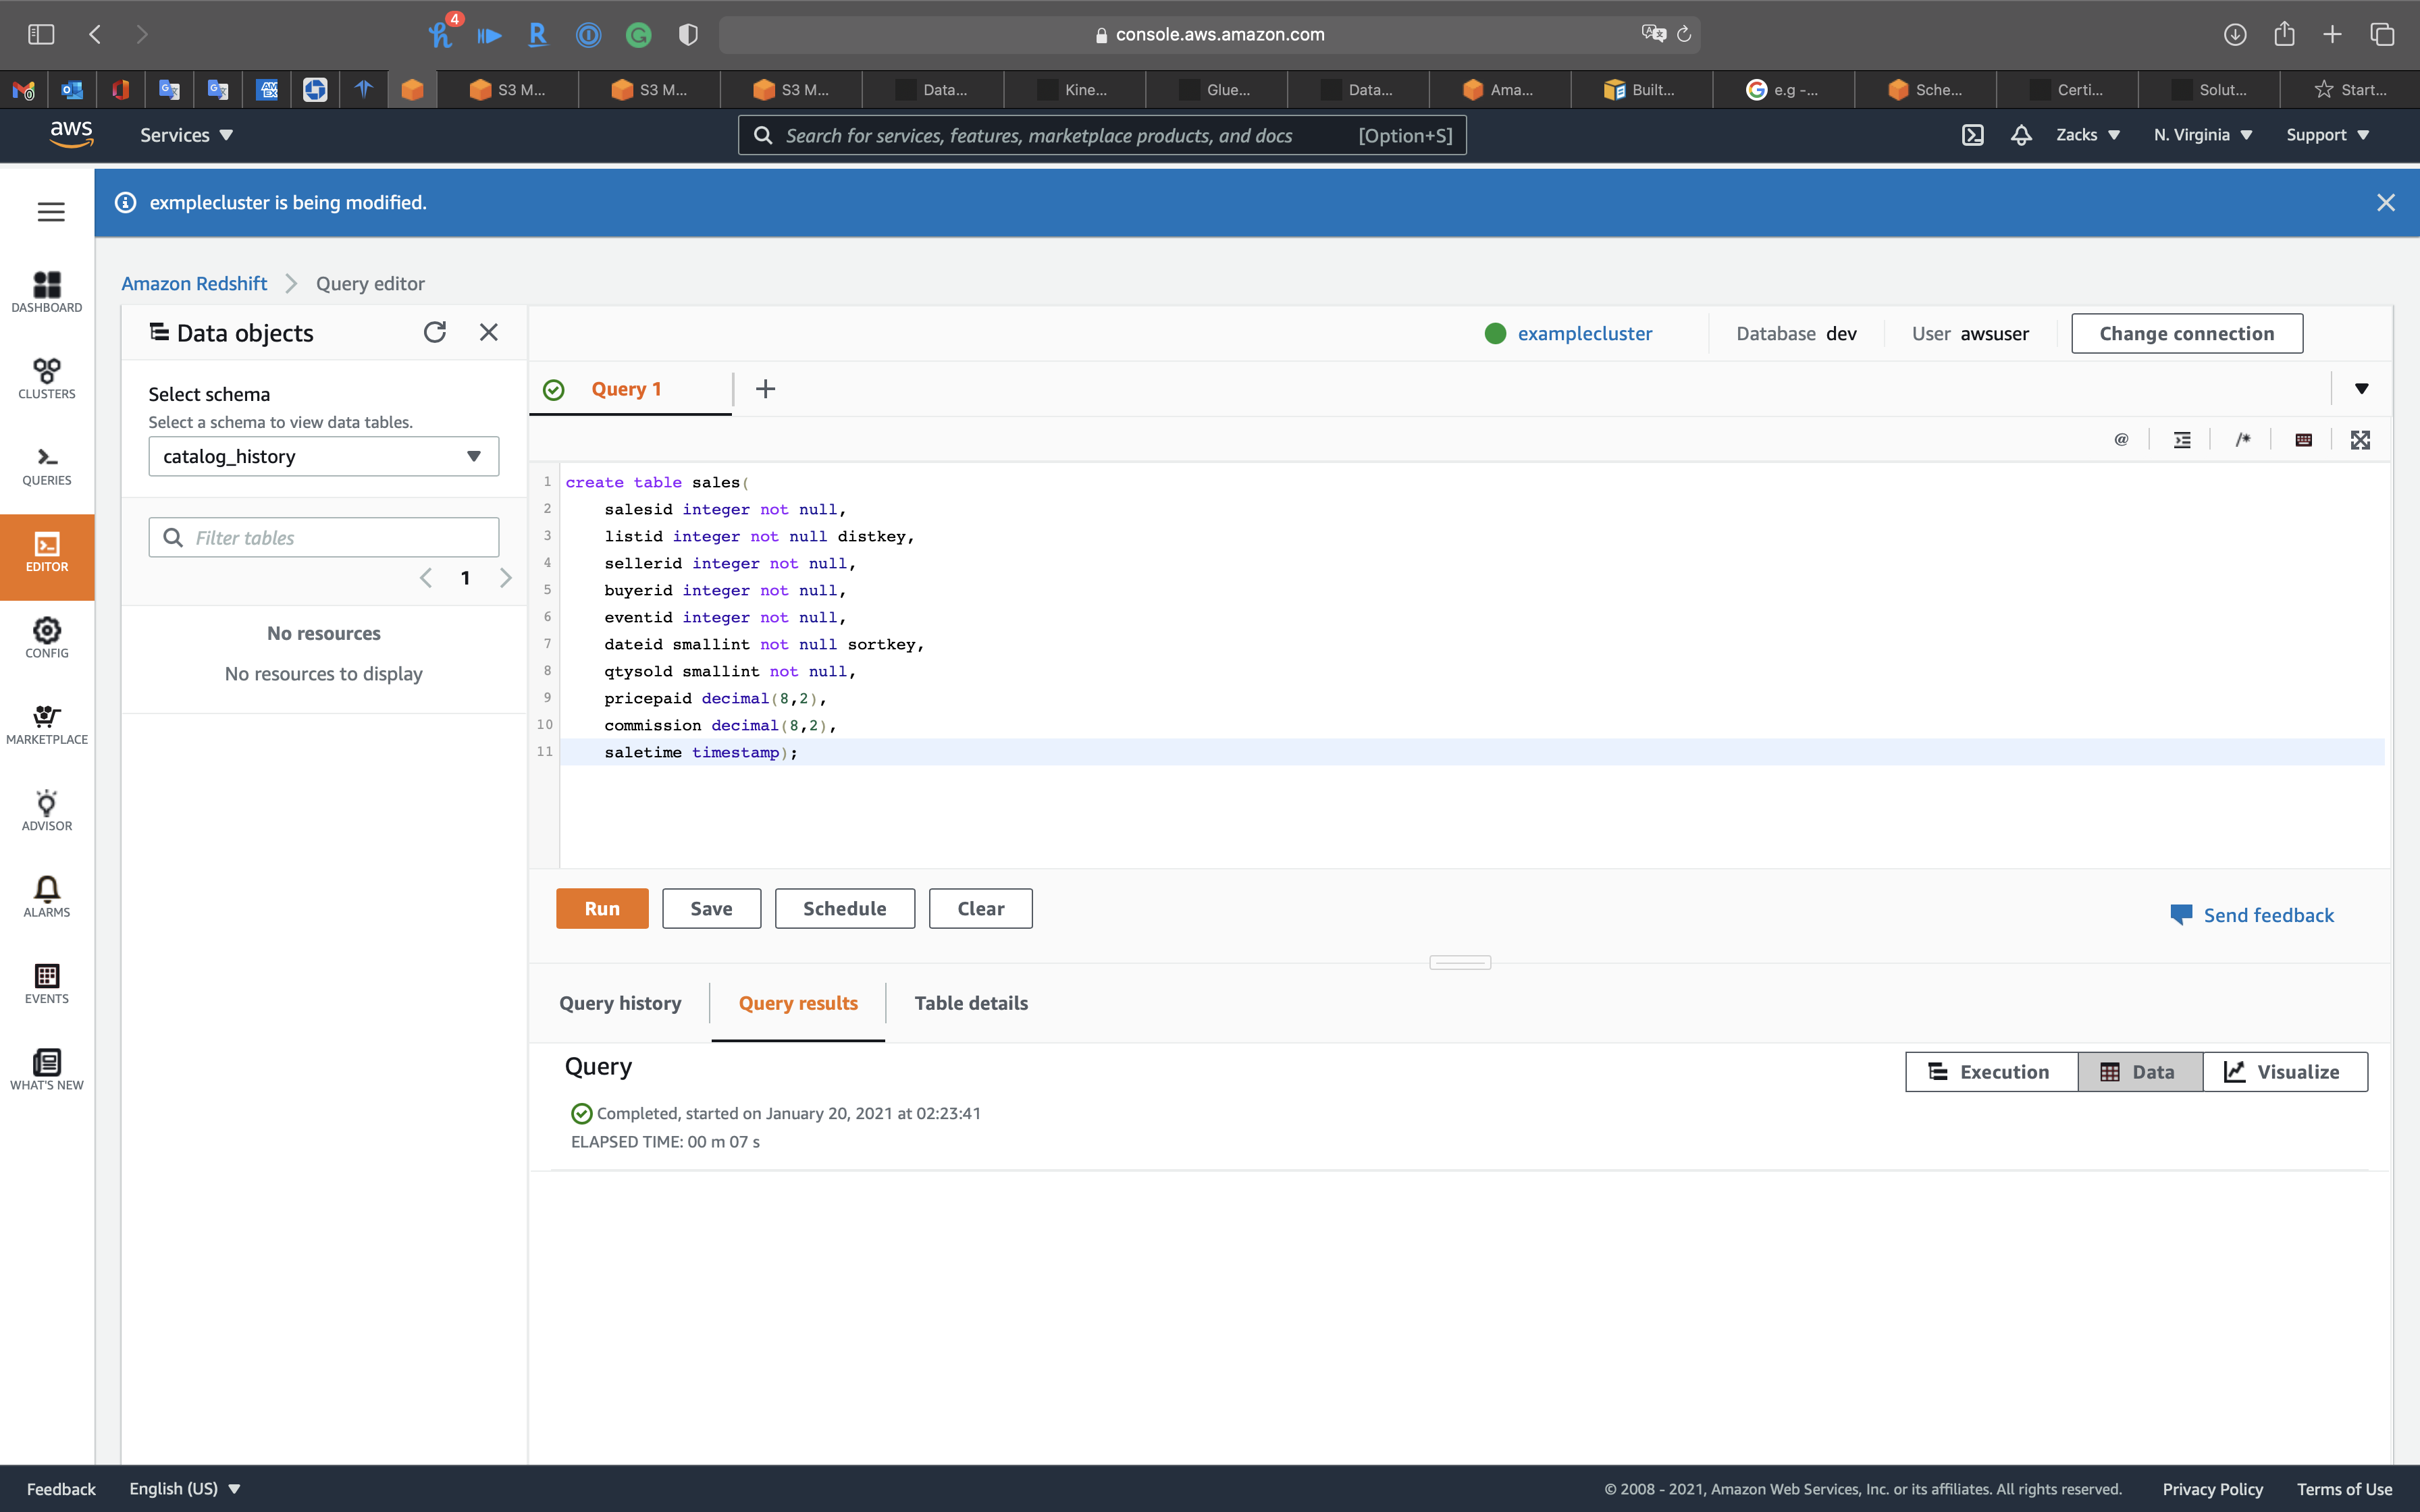 4
console.aws.amazon.com
S3 M...
S3 M...
S3 M...
Data...
Kine...
Glue...
Data...
Ama...
Built...
e.g -...
Sche...
Certi...
Solut...
Start...
aws
Services
Search for services, features, marketplace products, and docs
[Option+S]
Zacks
N. Virginia
Support
exmplecluster is being modified.
DASHBOARD
CLUSTERS
QUERIES
EDITOR
CONFIG
MARKETPLACE
ADVISOR
ALARMS
EVENTS
WHAT'S NEW
Amazon Redshift
Query editor
Data objects
Select schema
Select a schema to view data tables.
catalog_history
Filter tables
1
No resources
No resources to display
examplecluster
Database dev
User awsuser
Change connection
Query 1
@
/*
1 create table sales(
2 salesid integer not null,
3 listid integer not null distkey,
4 sellerid integer not null,
5 buyerid integer not null,
6 eventid integer not null,
7 dateid smallint not null sortkey,
8 qtysold smallint not null,
9 pricepaid decimal(8,2),
10 commission decimal(8,2),
11 saletime timestamp);
Run
Save
Schedule
Clear
Send feedback
Query history
Query results
Table details
Query
Execution
Data
Visualize
Completed, started on January 20, 2021 at 02:23:41
ELAPSED TIME: 00 m 07 s
Feedback
English (US)
© 2008 - 2021, Amazon Web Services, Inc. or its affiliates. All rights reserved.
Privacy Policy
Terms of Use